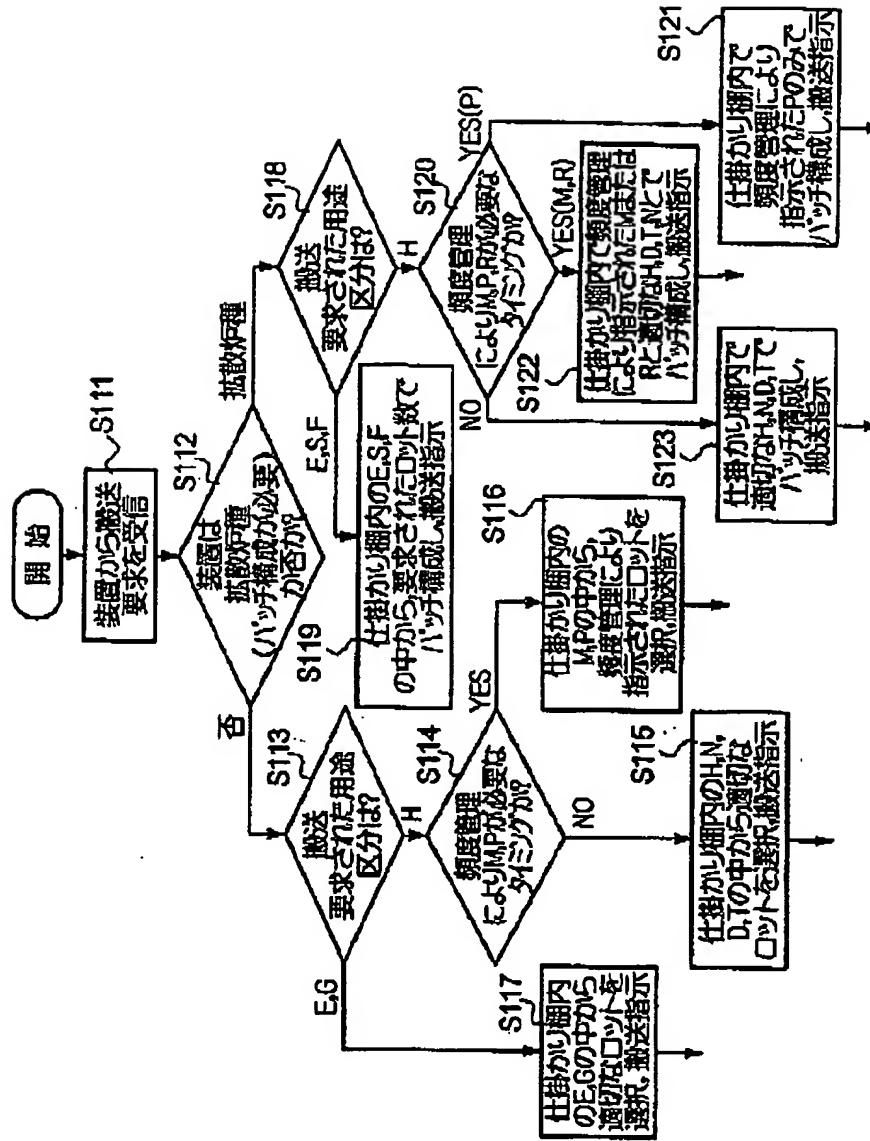 開 始
S111
装置から搬送
要求を受信
S112
装置は
拡散炉種
(バッチ構成が必要)
か否か?
否
拡散炉種
S113
搬送
要求された用途
区分は?
E,G
H
S114
頻度管理
によりM,Pが必要な
タイミングか?
YES
NO
S117
仕掛かり棚内
のE,Gの中から
適切なロットを
選択, 搬送指示
S115
仕掛かり棚内のH,N,
D,Tの中から適切な
ロットを選択,搬送指示
S116
仕掛かり棚内の
M,Pの中から,
頻度管理により
指示されたロットを
選択,搬送指示
S118
搬送
要求された用途
区分は?
E,S,F
H
S119
仕掛かり棚内のE,S,F
の中から,要求されたロット数で
バッチ構成し,搬送指示
S120
頻度管理
によりM,P,Rが必要な
タイミングか?
YES(P)
YES(M,R)
NO
S121
仕掛かり棚内で
頻度管理により
指示されたPのみで
バッチ構成し,搬送指示
S122
仕掛かり棚内で頻度管理
により指示されたMまたは
Rと適切なH,D,T,Nとで
バッチ構成し,搬送指示
S123
仕掛かり棚内で
適切なH,N,D,Tで
バッチ構成し,
搬送指示